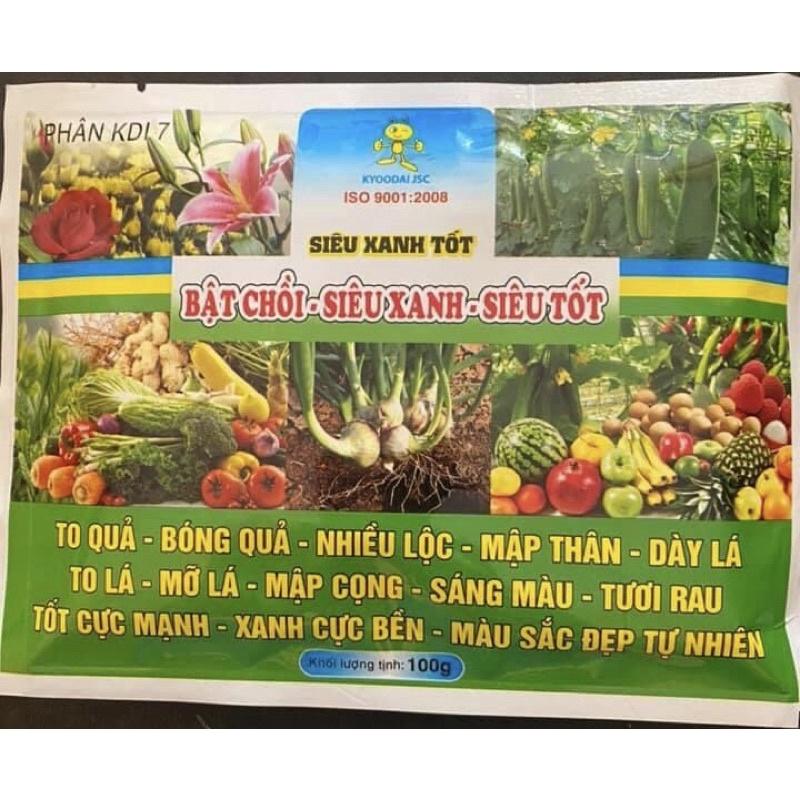 PHÂN KDI 7
KYOODAI JSC
ISO 9001:2008
SIÊU XANH TỐT
BẬT CHỒI - SIÊU XANH - SIÊU TỐT
TO QUẢ - BÓNG QUẢ - NHIỀU LỘC - MẬP THÂN - DÀY LÁ
TO LÁ - MỠ LÁ - MẬP CỌNG - SÁNG MÀU - TƯƠI RAU
TỐT CỰC MẠNH - XANH CỰC BỀN - MÀU SẮC ĐẸP TỰ NHIÊN
Khối lượng tịnh: 100g